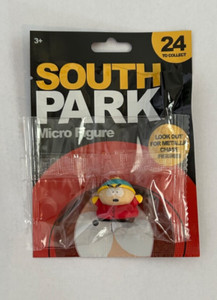 3+
24
TO COLLECT
SOUTH
PARK
Micro Figure
LOOK OUT
FOR METALLIC
CHASE
FIGURES!